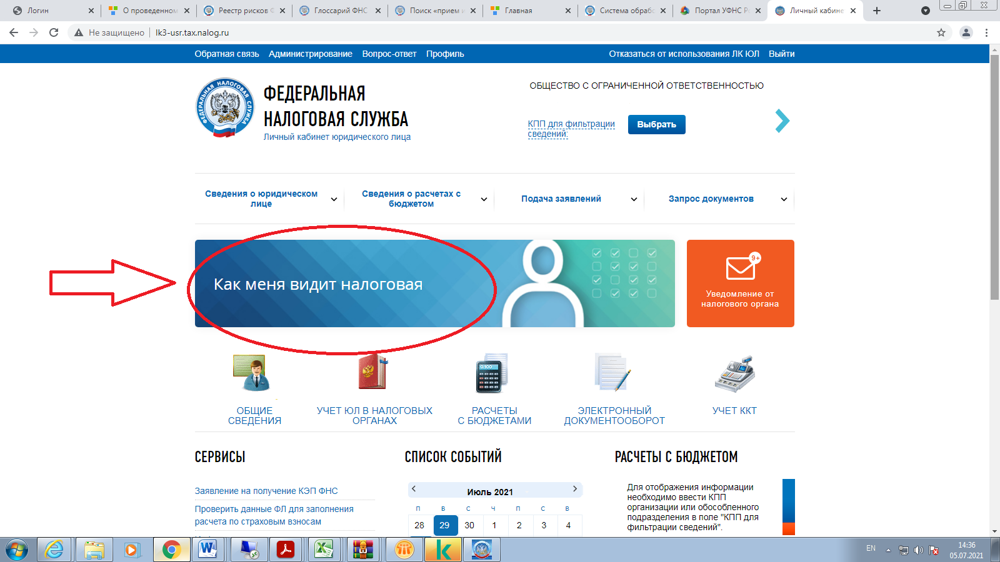 Логин
О проведенном
Реестр рисков Ф
Глоссарий ФНС
Поиск «прием и
Главная
Система обрабо
Портал УФНС Ро
Личный кабине
Не защищено
lk3-usr.tax.nalog.ru
Обратная связь
Администрирование
Вопрос-ответ
Профиль
Отказаться от использования ЛК ЮЛ
Выйти
ФЕДЕРАЛЬНАЯ НАЛОГОВАЯ СЛУЖБА
ФЕДЕРАЛЬНАЯ
НАЛОГОВАЯ СЛУЖБА
Личный кабинет юридического лица
ОБЩЕСТВО С ОГРАНИЧЕННОЙ ОТВЕТСТВЕННОСТЬЮ
КПП для фильтрации
сведений:
Выбрать
Сведения о юридическом
лице
Сведения о расчетах с
бюджетом
Подача заявлений
Запрос документов
Как меня видит налоговая
9+
Уведомление от
налогового органа
ОБЩИЕ
СВЕДЕНИЯ
УЧЕТ ЮЛ В НАЛОГОВЫХ
ОРГАНАХ
РАСЧЕТЫ
С БЮДЖЕТАМИ
ЭЛЕКТРОННЫЙ
ДОКУМЕНТООБОРОТ
УЧЕТ ККТ
СЕРВИСЫ
Заявление на получение КЭП ФНС
Проверить данные ФЛ для заполнения
расчета по страховым взносам
СПИСОК СОБЫТИЙ
Июль 2021
П В С Ч П С В
28 29 30 1 2 3 4
РАСЧЕТЫ С БЮДЖЕТОМ
Для отображения информации
необходимо ввести КПП
организации или обособленного
подразделения в поле "КПП для
фильтрации сведений".
EN
14:36
05.07.2021